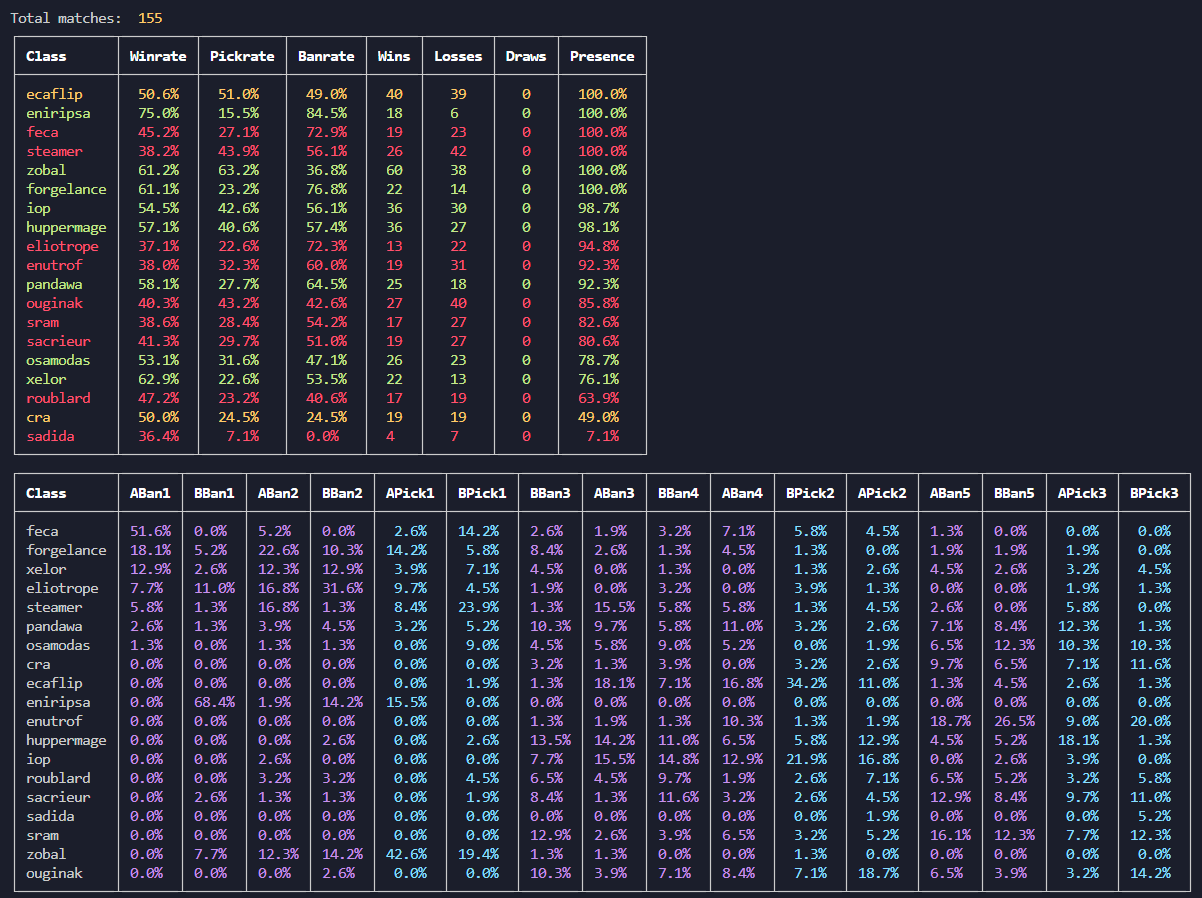 Total matches: 155
Class Winrate Pickrate Banrate Wins Losses Draws Presence
ecaflip 50.6% 51.0% 49.0% 40 39 0 100.0%
eniripsa 75.0% 15.5% 84.5% 18 6 0 100.0%
feca 45.2% 27.1% 72.9% 19 23 0 100.0%
steamer 38.2% 43.9% 56.1% 26 42 0 100.0%
zobal 61.2% 63.2% 36.8% 60 38 0 100.0%
forgelance 61.1% 23.2% 76.8% 22 14 0 100.0%
iop 54.5% 42.6% 56.1% 36 30 0 98.7%
huppermage 57.1% 40.6% 57.4% 36 27 0 98.1%
eliotrope 37.1% 22.6% 72.3% 13 22 0 94.8%
enutrof 38.0% 32.3% 60.0% 19 31 0 92.3%
pandawa 58.1% 27.7% 64.5% 25 18 0 92.3%
ouginak 40.3% 43.2% 42.6% 27 40 0 85.8%
sram 38.6% 28.4% 54.2% 17 27 0 82.6%
sacrieur 41.3% 29.7% 51.0% 19 27 0 80.6%
osamodas 53.1% 31.6% 47.1% 26 23 0 78.7%
xelor 62.9% 22.6% 53.5% 22 13 0 76.1%
roublard 47.2% 23.2% 40.6% 17 19 0 63.9%
cra 50.0% 24.5% 24.5% 19 19 0 49.0%
sadida 36.4% 7.1% 0.0% 4 7 0 7.1%
Class ABan1 BBan1 ABan2 BBan2 APick1 BPick1 BBan3 ABan3 BBan4 ABan4 BPick2 APick2 ABan5 BBan5 APick3 BPick3
feca 51.6% 0.0% 5.2% 0.0% 2.6% 14.2% 2.6% 1.9% 3.2% 7.1% 5.8% 4.5% 1.3% 0.0% 0.0% 0.0%
forgelance 18.1% 5.2% 22.6% 10.3% 14.2% 5.8% 8.4% 2.6% 1.3% 4.5% 1.3% 0.0% 1.9% 1.9% 1.9% 0.0%
xelor 12.9% 2.6% 12.3% 12.9% 3.9% 7.1% 4.5% 0.0% 1.3% 0.0% 1.3% 2.6% 4.5% 2.6% 3.2% 4.5%
eliotrope 7.7% 11.0% 16.8% 31.6% 9.7% 4.5% 1.9% 0.0% 3.2% 0.0% 3.9% 1.3% 0.0% 0.0% 1.9% 1.3%
steamer 5.8% 1.3% 16.8% 1.3% 8.4% 23.9% 1.3% 15.5% 5.8% 5.8% 1.3% 4.5% 2.6% 0.0% 5.8% 0.0%
pandawa 2.6% 1.3% 3.9% 4.5% 3.2% 5.2% 10.3% 9.7% 5.8% 11.0% 3.2% 2.6% 7.1% 8.4% 12.3% 1.3%
osamodas 1.3% 0.0% 1.3% 1.3% 0.0% 9.0% 4.5% 5.8% 9.0% 5.2% 0.0% 1.9% 6.5% 12.3% 10.3% 10.3%
cra 0.0% 0.0% 0.0% 0.0% 0.0% 0.0% 3.2% 1.3% 3.9% 0.0% 3.2% 2.6% 9.7% 6.5% 7.1% 11.6%
ecaflip 0.0% 0.0% 0.0% 0.0% 0.0% 1.9% 1.3% 18.1% 7.1% 16.8% 34.2% 11.0% 1.3% 4.5% 2.6% 1.3%
eniripsa 0.0% 68.4% 1.9% 14.2% 15.5% 0.0% 0.0% 0.0% 0.0% 0.0% 0.0% 0.0% 0.0% 0.0% 0.0% 0.0%
enutrof 0.0% 0.0% 0.0% 0.0% 0.0% 0.0% 1.3% 1.9% 1.3% 10.3% 1.3% 1.9% 18.7% 26.5% 9.0% 20.0%
huppermage 0.0% 0.0% 0.0% 2.6% 0.0% 2.6% 13.5% 14.2% 11.0% 6.5% 5.8% 12.9% 4.5% 5.2% 18.1% 1.3%
iop 0.0% 0.0% 2.6% 0.0% 0.0% 0.0% 7.7% 15.5% 14.8% 12.9% 21.9% 16.8% 0.0% 2.6% 3.9% 0.0%
roublard 0.0% 0.0% 3.2% 3.2% 0.0% 4.5% 6.5% 4.5% 9.7% 1.9% 2.6% 7.1% 6.5% 5.2% 3.2% 5.8%
sacrieur 0.0% 2.6% 1.3% 1.3% 0.0% 1.9% 8.4% 1.3% 11.6% 3.2% 2.6% 4.5% 12.9% 8.4% 9.7% 11.0%
sadida 0.0% 0.0% 0.0% 0.0% 0.0% 0.0% 0.0% 0.0% 0.0% 0.0% 0.0% 1.9% 0.0% 0.0% 0.0% 5.2%
sram 0.0% 0.0% 0.0% 0.0% 0.0% 0.0% 12.9% 2.6% 3.9% 6.5% 3.2% 5.2% 16.1% 12.3% 7.7% 12.3%
zobal 0.0% 7.7% 12.3% 14.2% 42.6% 19.4% 1.3% 1.3% 0.0% 0.0% 1.3% 0.0% 0.0% 0.0% 0.0% 0.0%
ouginak 0.0% 0.0% 0.0% 2.6% 0.0% 0.0% 10.3% 3.9% 7.1% 8.4% 7.1% 18.7% 6.5% 3.9% 3.2% 14.2%